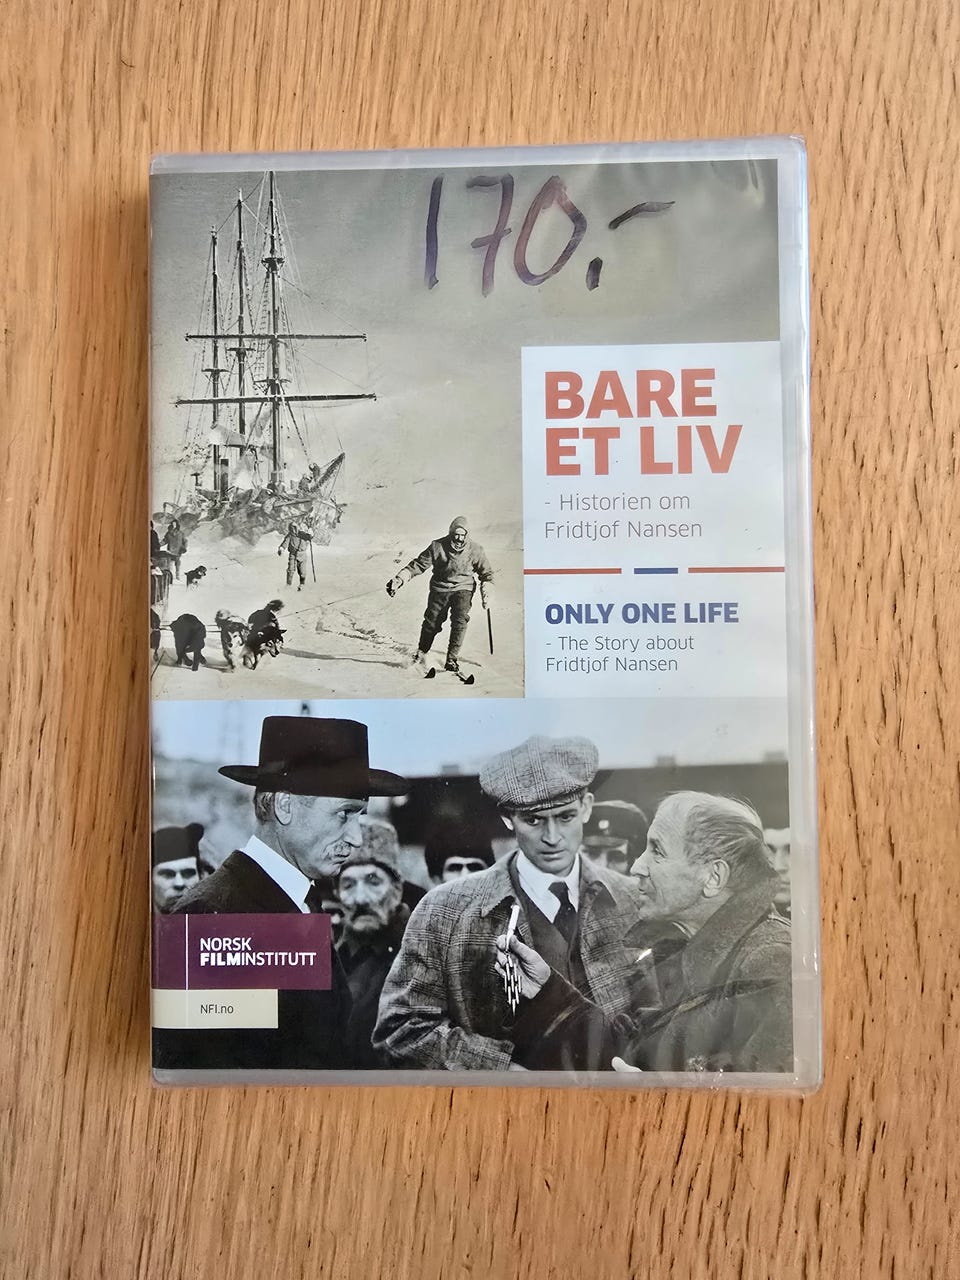 170.-
BARE
ET LIV
- Historien om
Fridtjof Nansen
ONLY ONE LIFE
- The Story about
Fridtjof Nansen
NORSK
FILMINSTITUTT
NFI.no